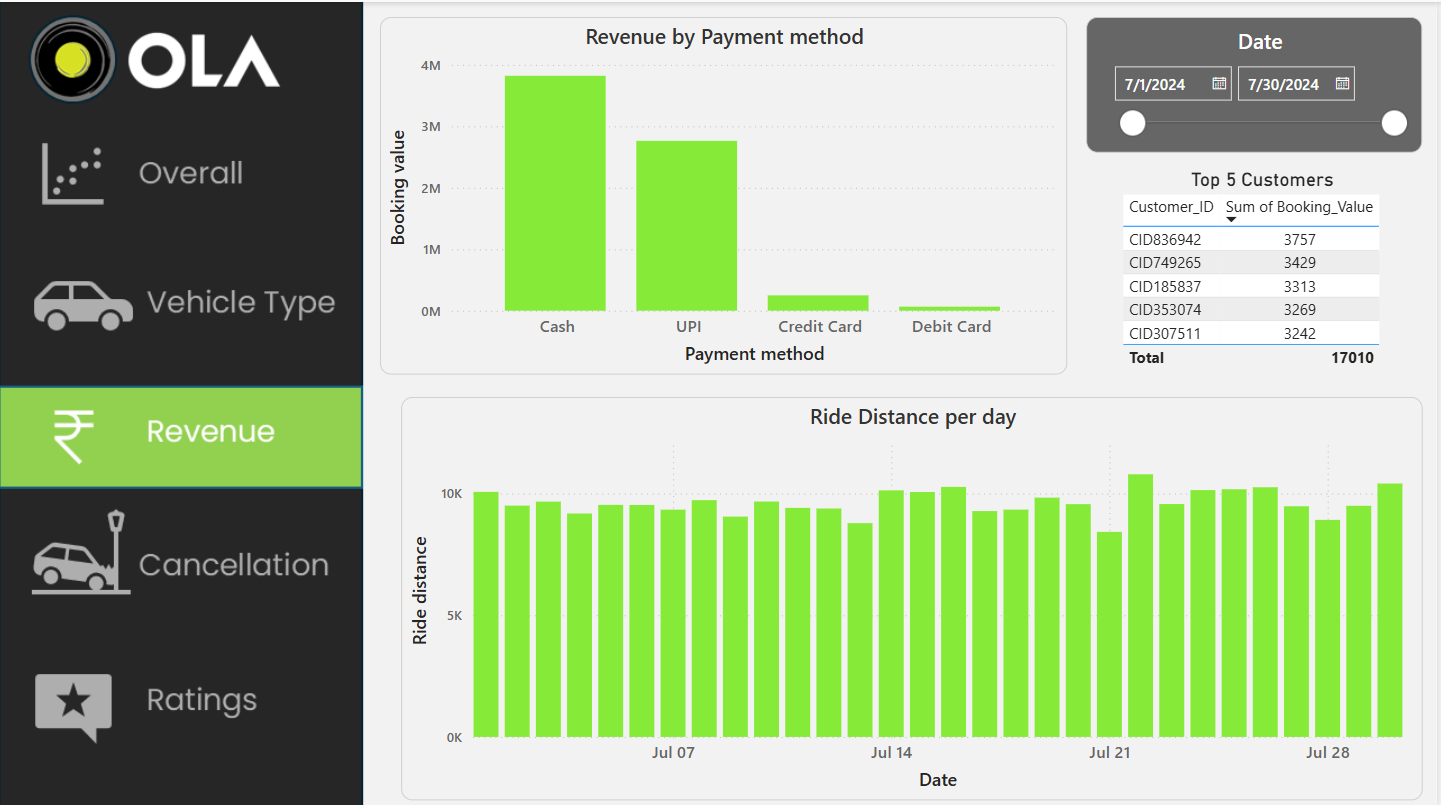 OLA
Overall
Vehicle Type
₹ Revenue
Cancellation
Ratings
Revenue by Payment method
Booking value
4M
3M
2M
1M
0M
Cash UPI Credit Card Debit Card
Payment method
Date
7/1/2024 7/30/2024
Top 5 Customers
Customer_ID Sum of Booking_Value
CID836942 3757
CID749265 3429
CID185837 3313
CID353074 3269
CID307511 3242
Total 17010
Ride Distance per day
Ride distance
10K
5K
0K
Jul 07 Jul 14 Jul 21 Jul 28
Date